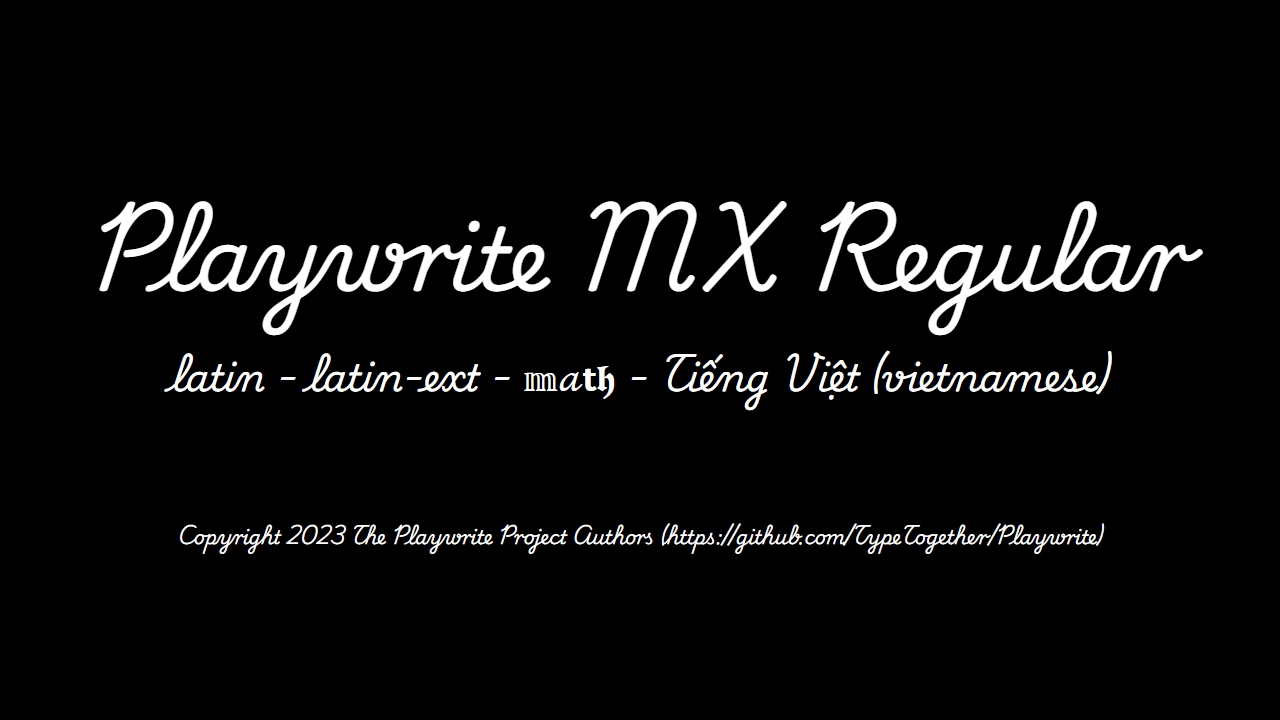 Playwrite MX Regular
latin - latin-ext - 𝕞𝑎𝐭𝖍 - Tiếng Việt (vietnamese)
Copyright 2023 The Playwrite Project Authors (https://github.com/TypeTogether/Playwrite)